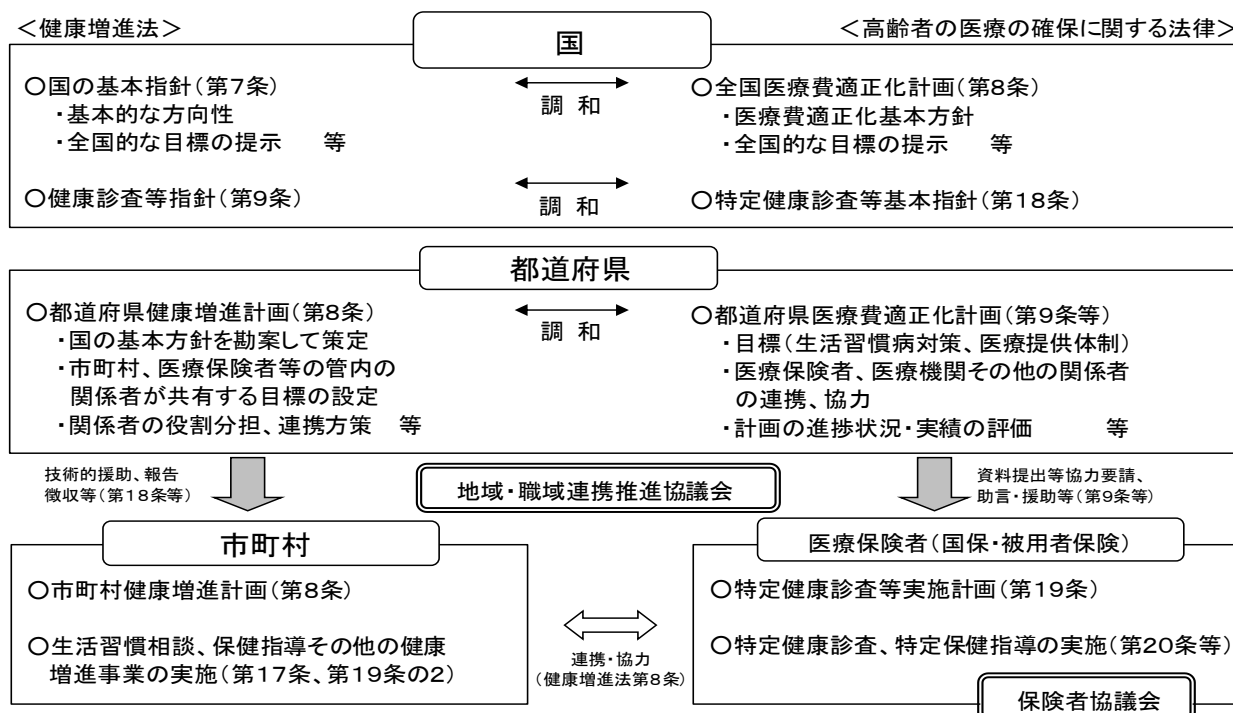 <健康増進法>
<高齢者の医療の確保に関する法律>
国
○国の基本指針(第7条)
・基本的な方向性
・全国的な目標の提示　等
調 和
○全国医療費適正化計画(第8条)
・医療費適正化基本方針
・全国的な目標の提示　等
○健康診査等指針(第9条)
調 和
○特定健康診査等基本指針(第18条)
都道府県
○都道府県健康増進計画(第8条)
・国の基本方針を勘案して策定
・市町村、医療保険者等の管内の
関係者が共有する目標の設定
・関係者の役割分担、連携方策　等
調 和
○都道府県医療費適正化計画(第9条等)
・目標(生活習慣病対策、医療提供体制)
・医療保険者、医療機関その他の関係者
の連携、協力
・計画の進捗状況・実績の評価　等
技術的援助、報告
徴収等(第18条等)
地域・職域連携推進協議会
資料提出等協力要請、
助言・援助等(第9条等)
市町村
○市町村健康増進計画(第8条)
○生活習慣相談、保健指導その他の健康
増進事業の実施(第17条、第19条の2)
連携・協力
(健康増進法第8条)
医療保険者(国保・被用者保険)
○特定健康診査等実施計画(第19条)
○特定健康診査、特定保健指導の実施(第20条等)
保険者協議会